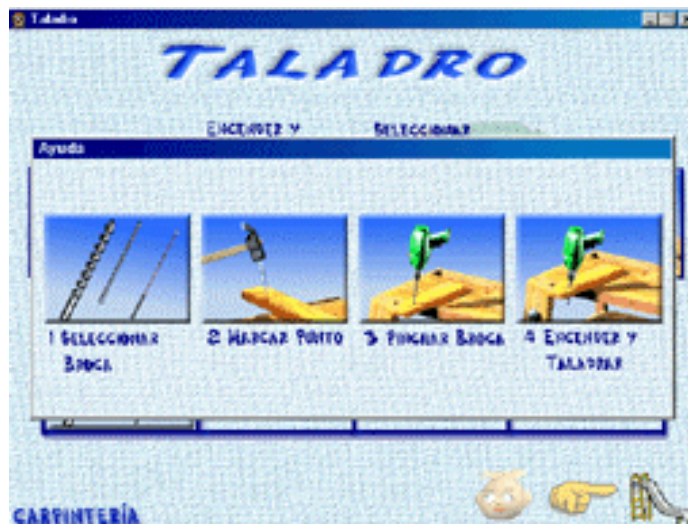 Taladro
TALADRO
ENCENDER Y
SELECCIONAR
Ayuda
1 SELECCIONAR
BROCA
2 MARCAR PUNTO
3 PINCHAR BROCA
4 ENCENDER Y
TALADRAR
CARPINTERÍA